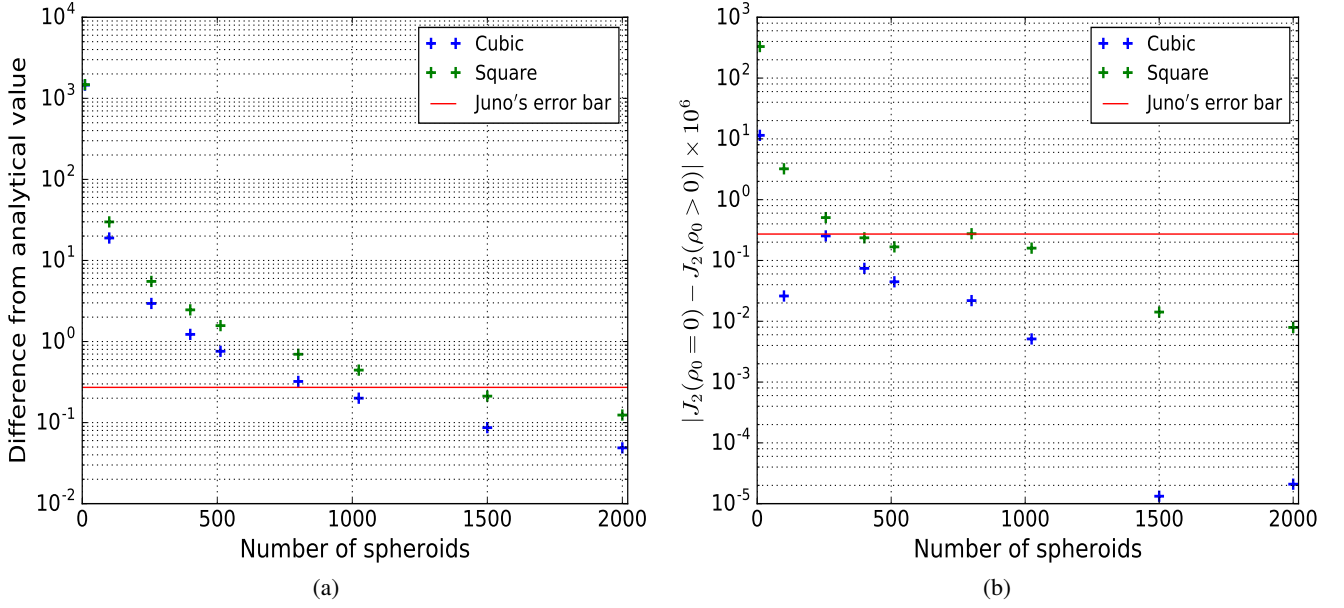 Difference from analytical value
10^4
10^3
10^2
10^1
10^0
10^{-1}
10^{-2}
Cubic
Square
Juno's error bar
0
500
1000
1500
2000
Number of spheroids
(a)
|J_2(ρ_0 = 0) − J_2(ρ_0 > 0)| × 10^6
10^3
10^2
10^1
10^0
10^{-1}
10^{-2}
10^{-3}
10^{-4}
10^{-5}
Cubic
Square
Juno's error bar
0
500
1000
1500
2000
Number of spheroids
(b)